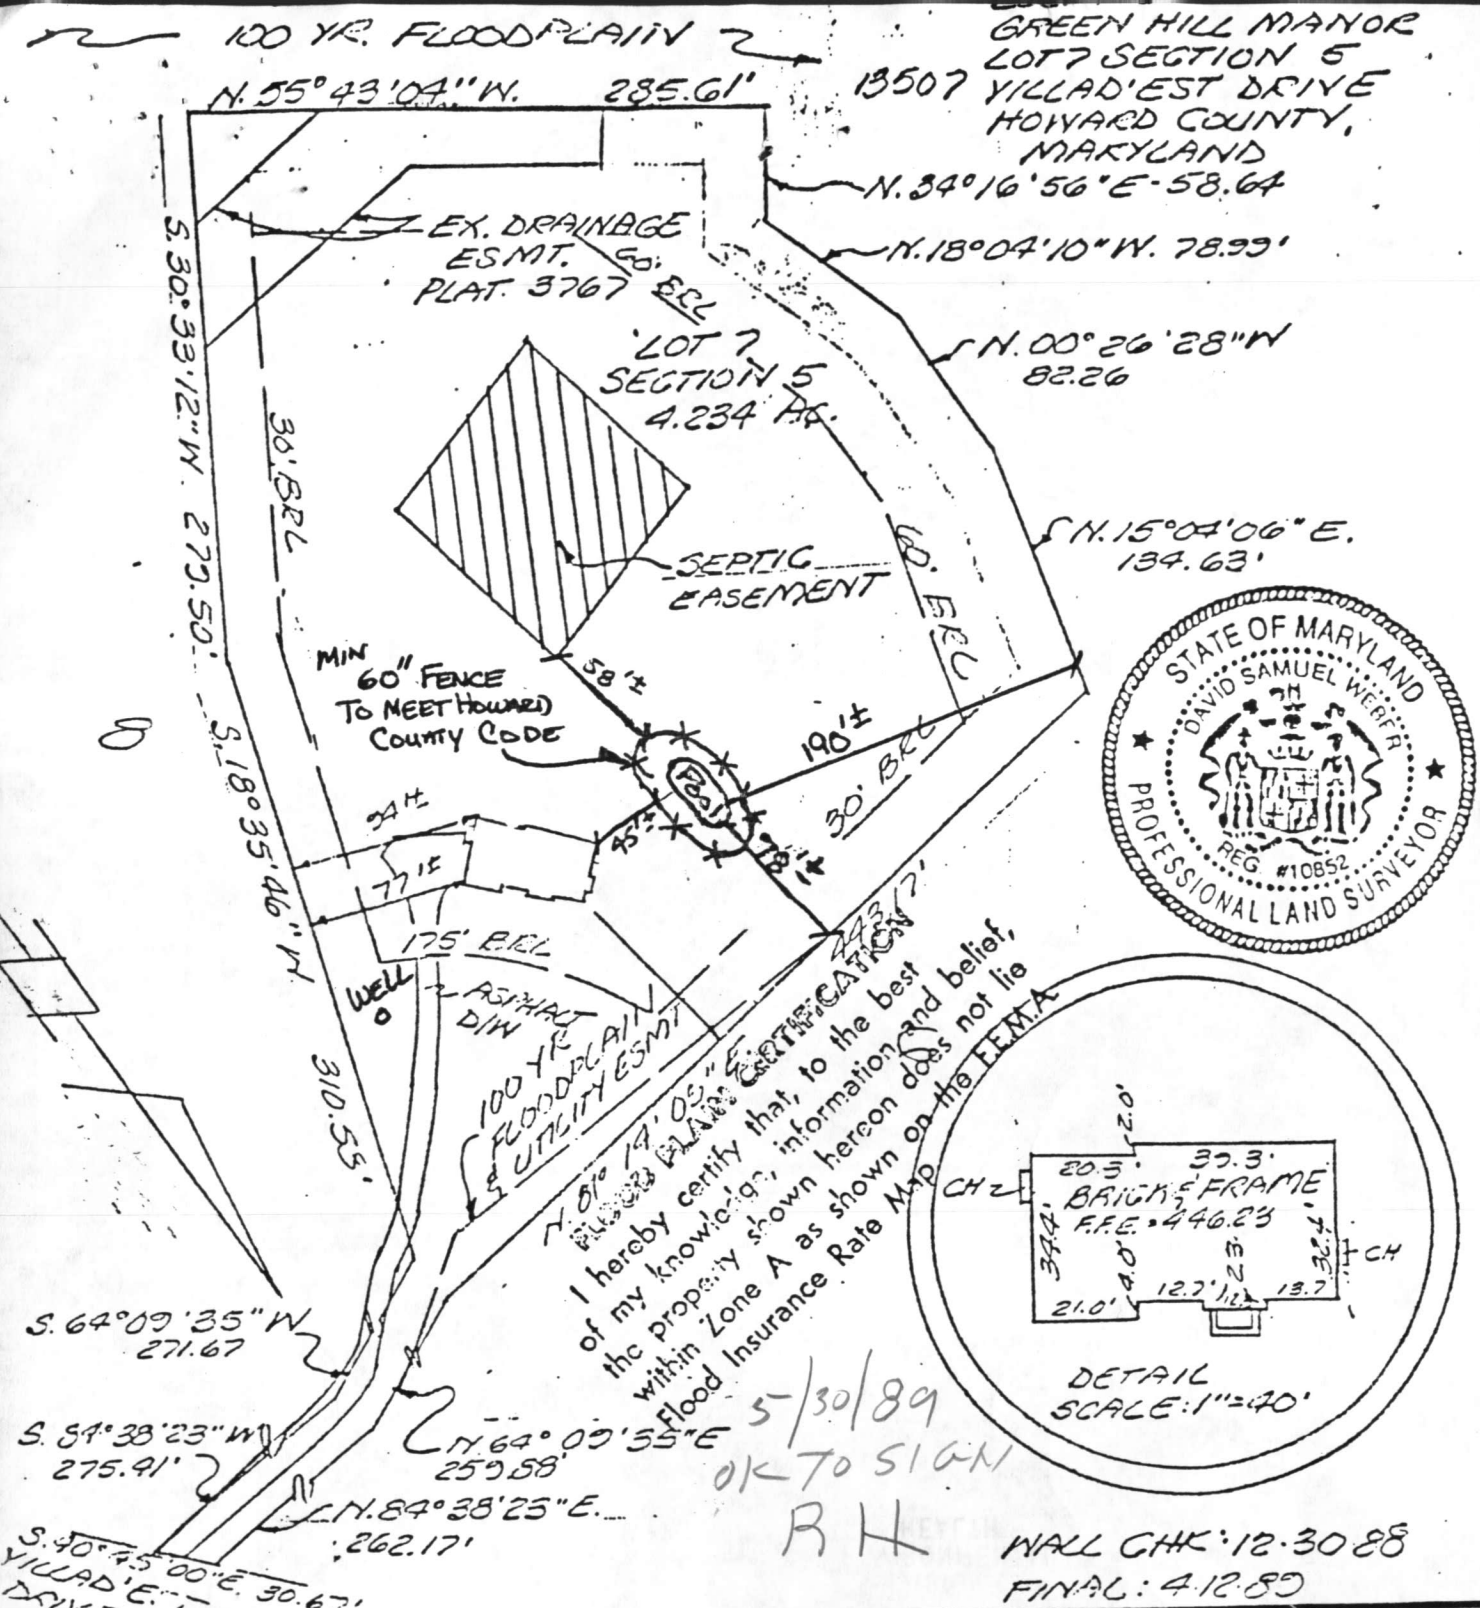 100 YR. FLOODPLAIN
GREEN HILL MANOR
LOT 7 SECTION 5
13507 VILLAD'EST DRIVE
HOWARD COUNTY,
MARYLAND
N. 55° 43' 04" W. 285.61'
N. 34° 16' 56" E - 58.64
N. 18° 04' 10" W. 78.99'
N. 00° 26' 28" W
82.26
N. 15° 04' 06" E.
134.63'
EX. DRAINAGE
ESMT.
PLAT. 3767
BRL
LOT 7
SECTION 5
4.234 AC.
S. 30° 33' 12" W. 279.50'
30' BRL
60' BRL
SEPTIC
EASEMENT
MIN
60" FENCE
TO MEET HOWARD
COUNTY CODE
58'±
POOL
190'±
30' BRL
45'±
78'±
94'±
77'±
S. 18° 35' 46" W
310.55'
175' BRL
WELL
ASPHALT
D/W
100 YR
FLOODPLAIN
& UTILITY ESMT
N 81° 14' 05" E
443.17'
STATE OF MARYLAND
DAVID SAMUEL WEBER
REG. #10852
PROFESSIONAL LAND SURVEYOR
FLOOD PLAIN CERTIFICATION
I hereby certify that, to the best
of my knowledge, information, and belief,
the property shown hereon does not lie
within Zone A as shown on the F.E.M.A.
Flood Insurance Rate Map
2.0'
20.3' 39.3'
CH
BRICK & FRAME
F.F.E. = 446.23
34.4'
4.0'
32.4'
CH
21.0' 12.7' 13.7
DETAIL
SCALE: 1"=40'
S. 64° 09' 35" W
271.67
S. 84° 38' 23" W
275.41'
N 64° 09' 35" E
259.58'
N. 84° 38' 23" E.
262.17'
S. 40° 45' 00" E. 30.67'
5/30/89
OK TO SIGN
RH
WALL CHK: 12-30-88
FINAL: 4-12-89